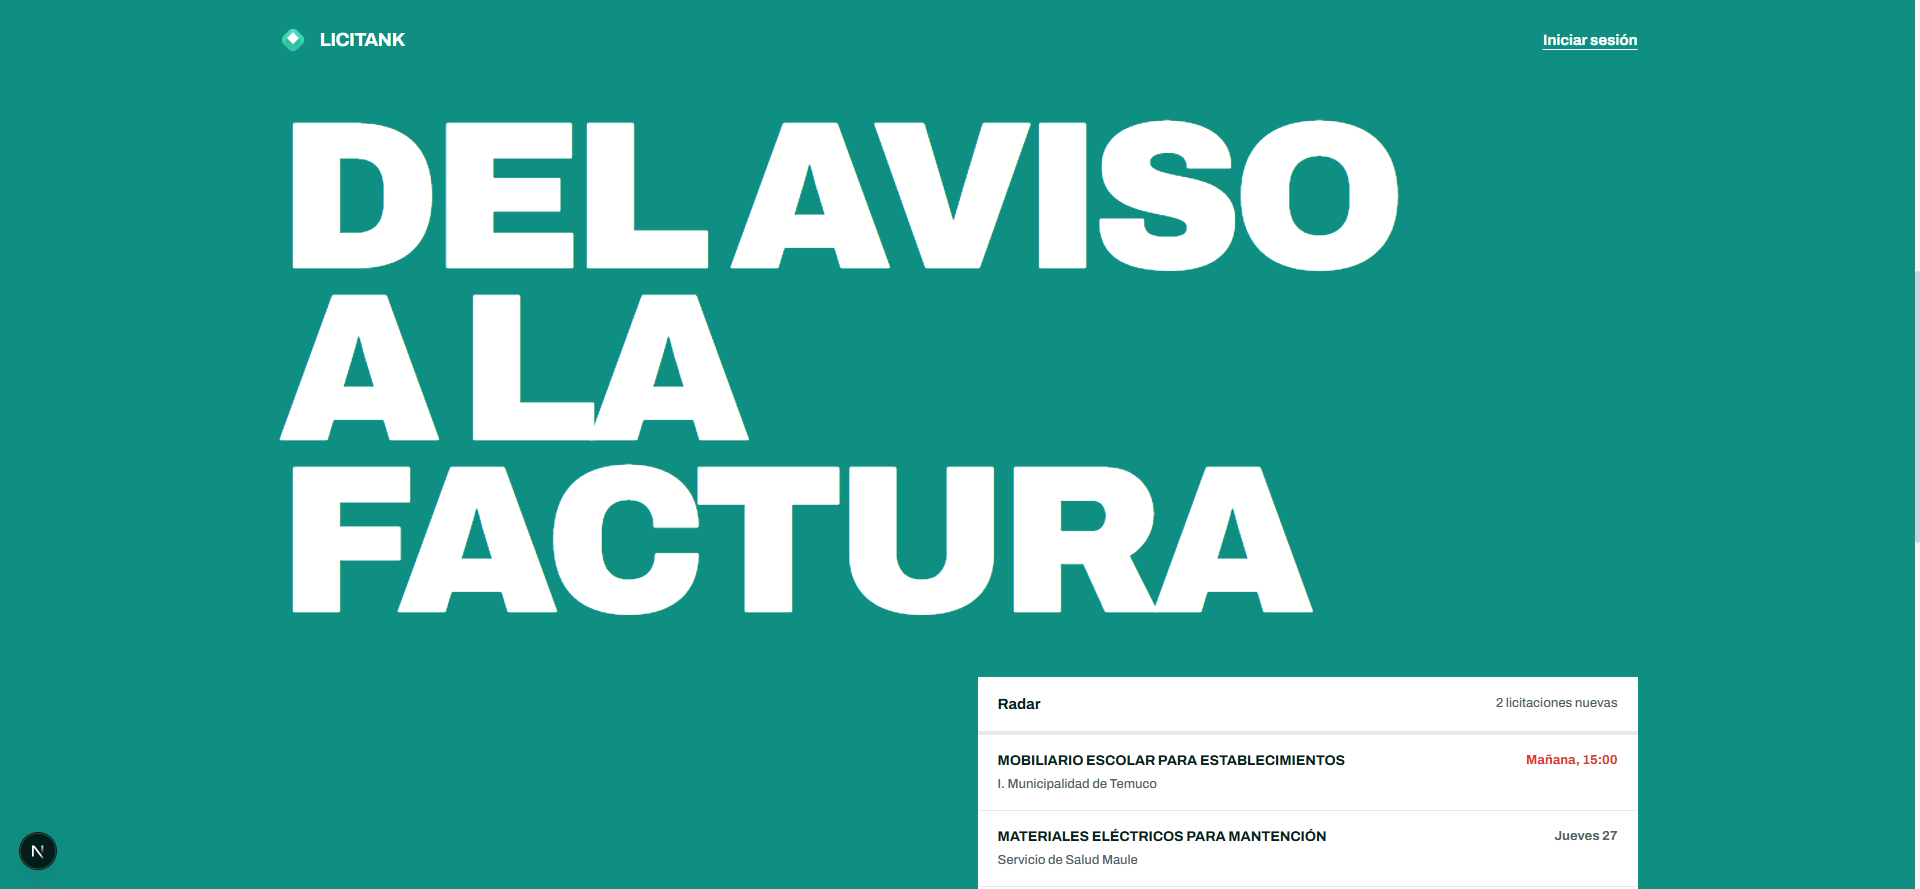 LICITANK
Iniciar sesión
DEL AVISO
A LA
FACTURA
Radar
2 licitaciones nuevas
MOBILIARIO ESCOLAR PARA ESTABLECIMIENTOS
Mañana, 15:00
I. Municipalidad de Temuco
MATERIALES ELÉCTRICOS PARA MANTENCIÓN
Jueves 27
Servicio de Salud Maule
N